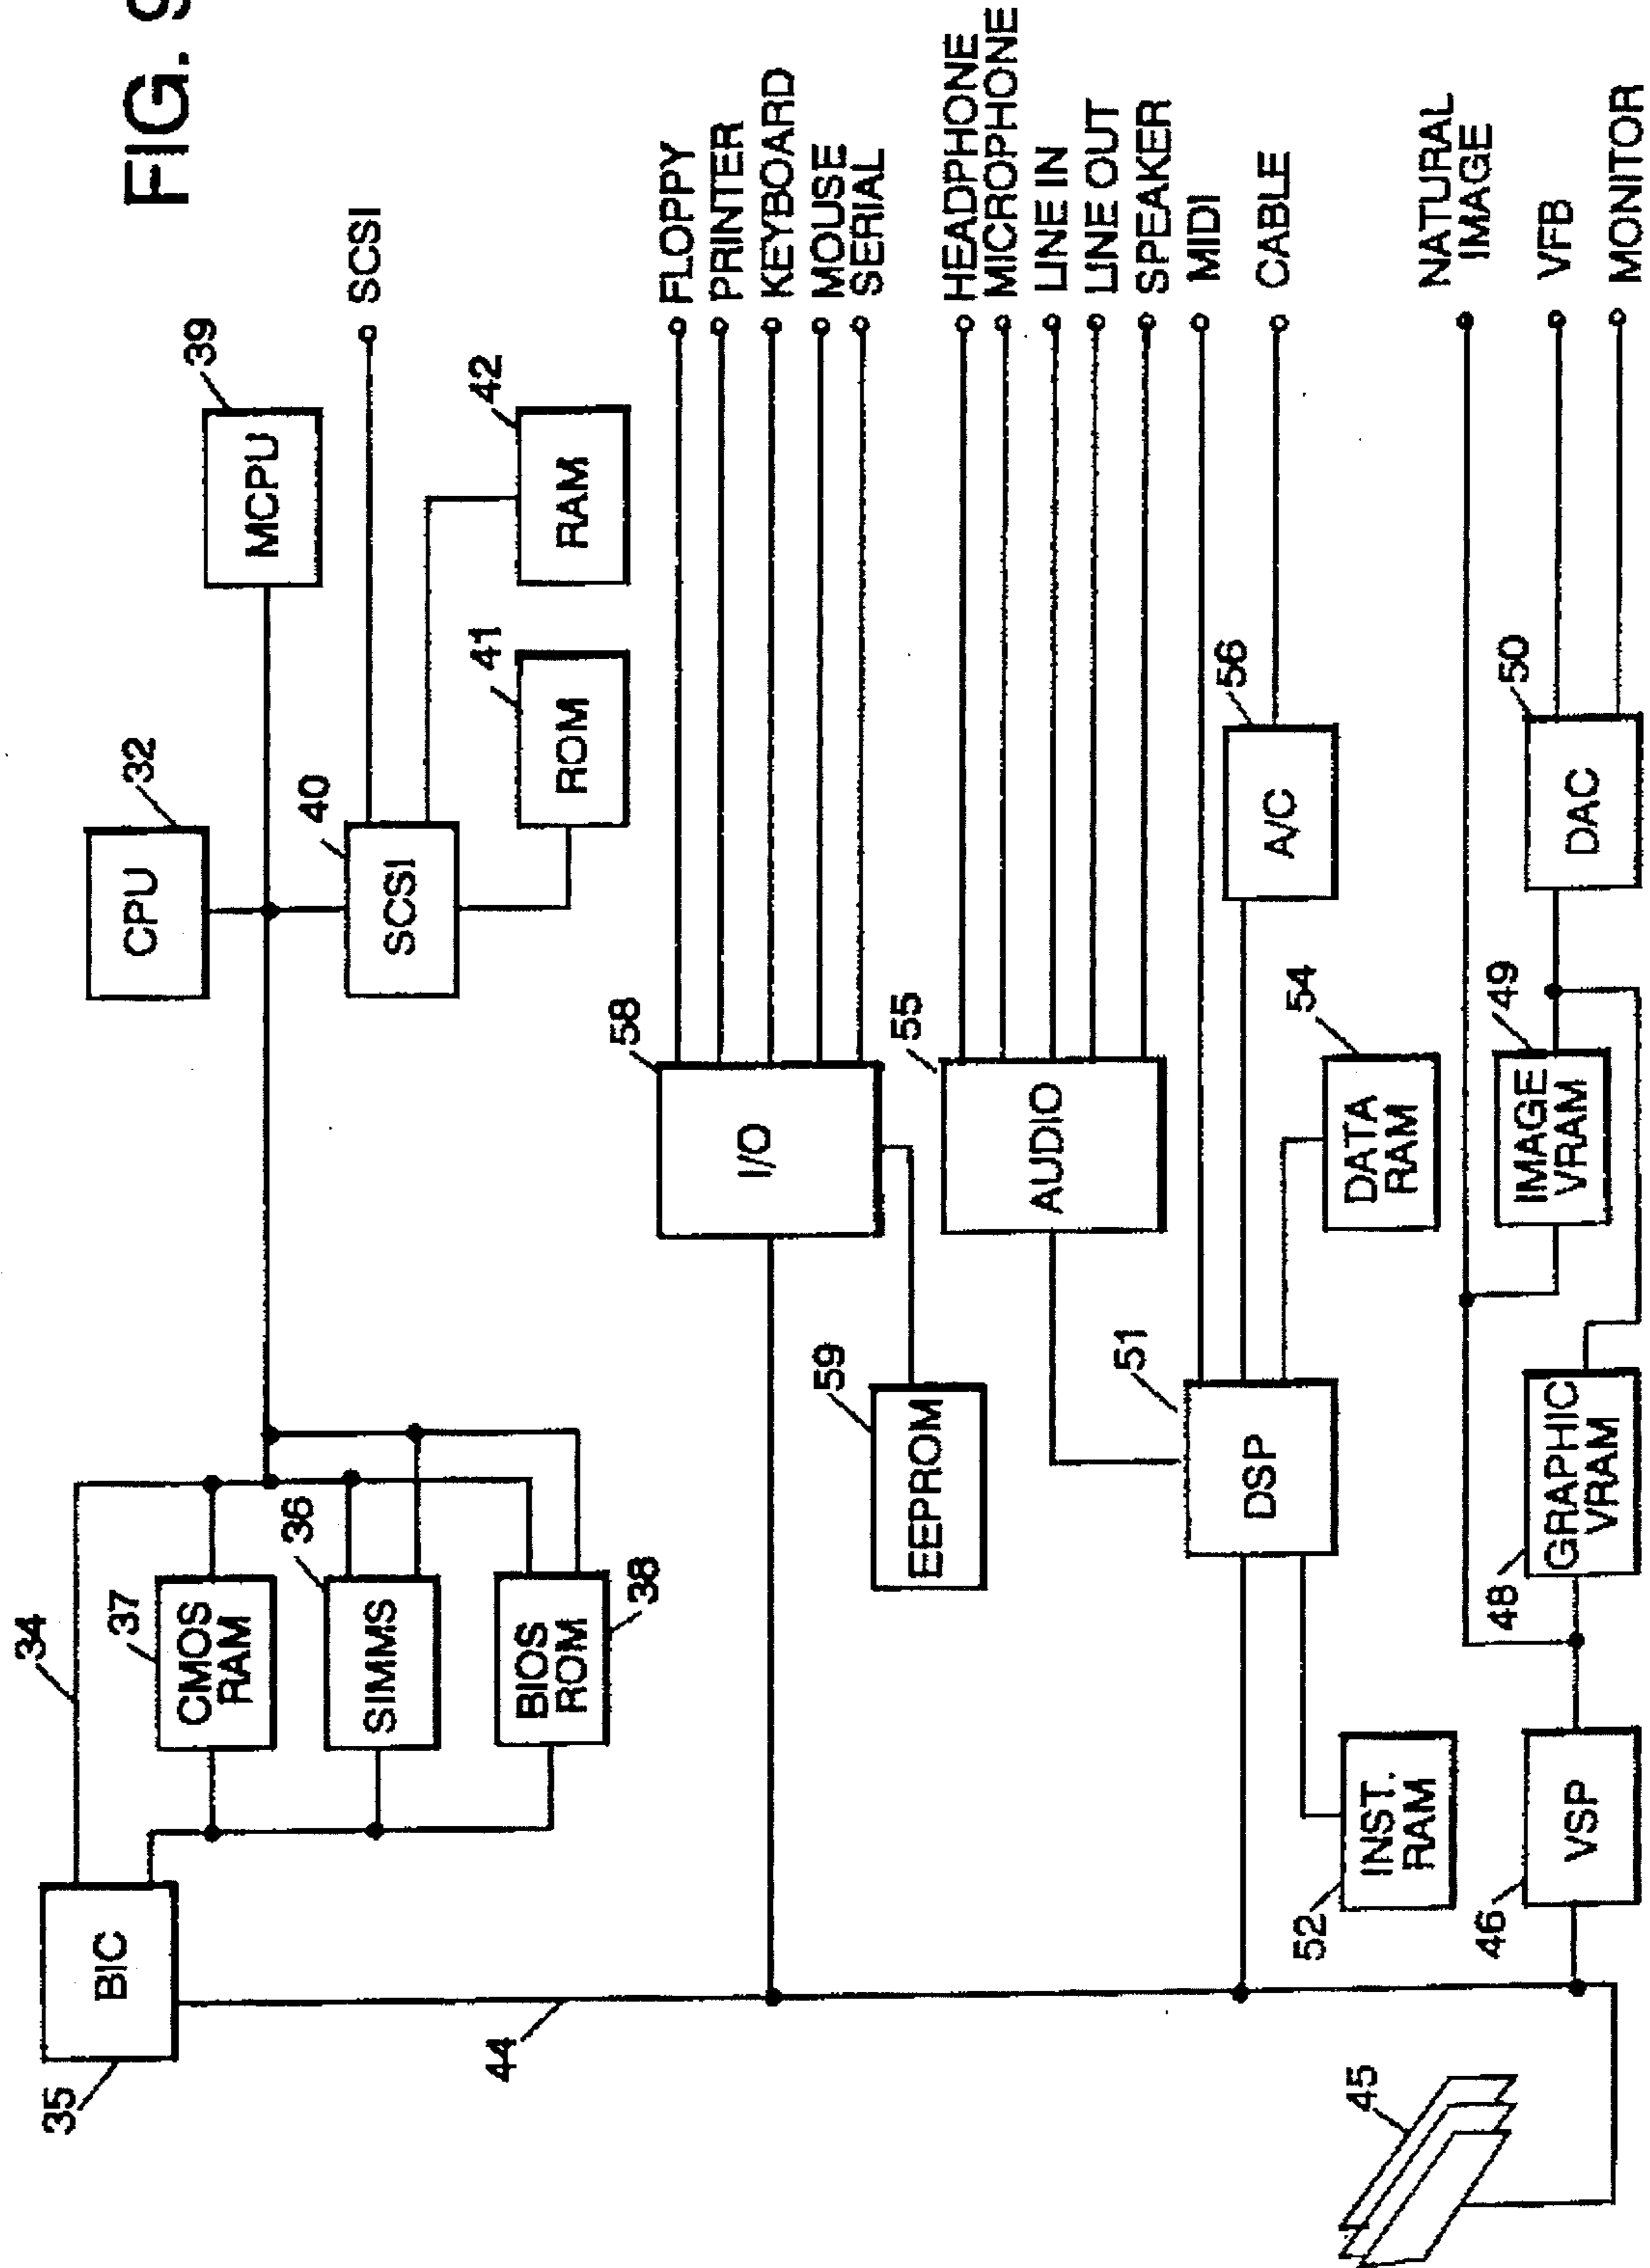 FIG. 9
CPU
32
MCPU
39
SCSI
40
SCSI
ROM
41
RAM
42
BIC
35
34
CMOS
RAM
37
SIMMS
36
BIOS
ROM
38
44
I/O
58
FLOPPY
PRINTER
KEYBOARD
MOUSE
SERIAL
EEPROM
59
AUDIO
55
HEADPHONE
MICROPHONE
LINE IN
LINE OUT
SPEAKER
MIDI
CABLE
DSP
51
A/C
56
DATA
RAM
54
INST.
RAM
52
45
VSP
46
GRAPHIC
VRAM
48
IMAGE
VRAM
49
DAC
50
NATURAL
IMAGE
VFB
MONITOR